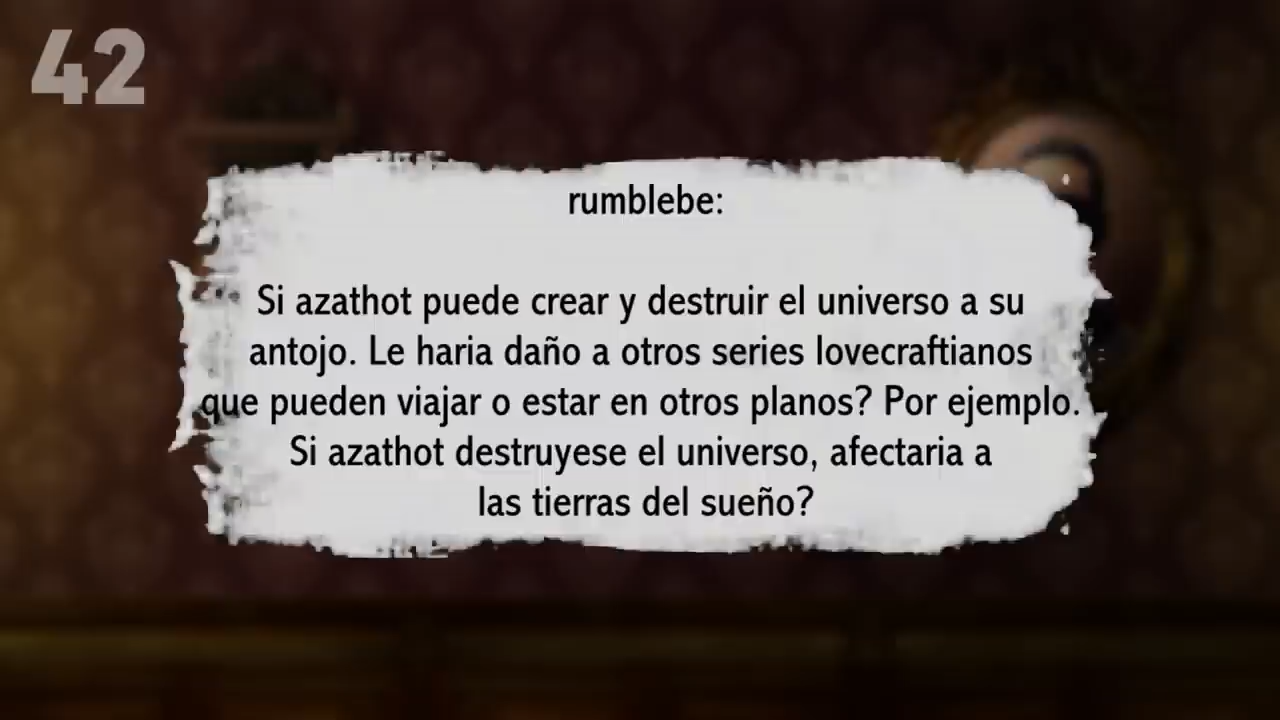 42
rumblebe:
Si azathot puede crear y destruir el universo a su
antojo. Le haria daño a otros series lovecraftianos
que pueden viajar o estar en otros planos? Por ejemplo.
Si azathot destruyese el universo, afectaria a
las tierras del sueño?